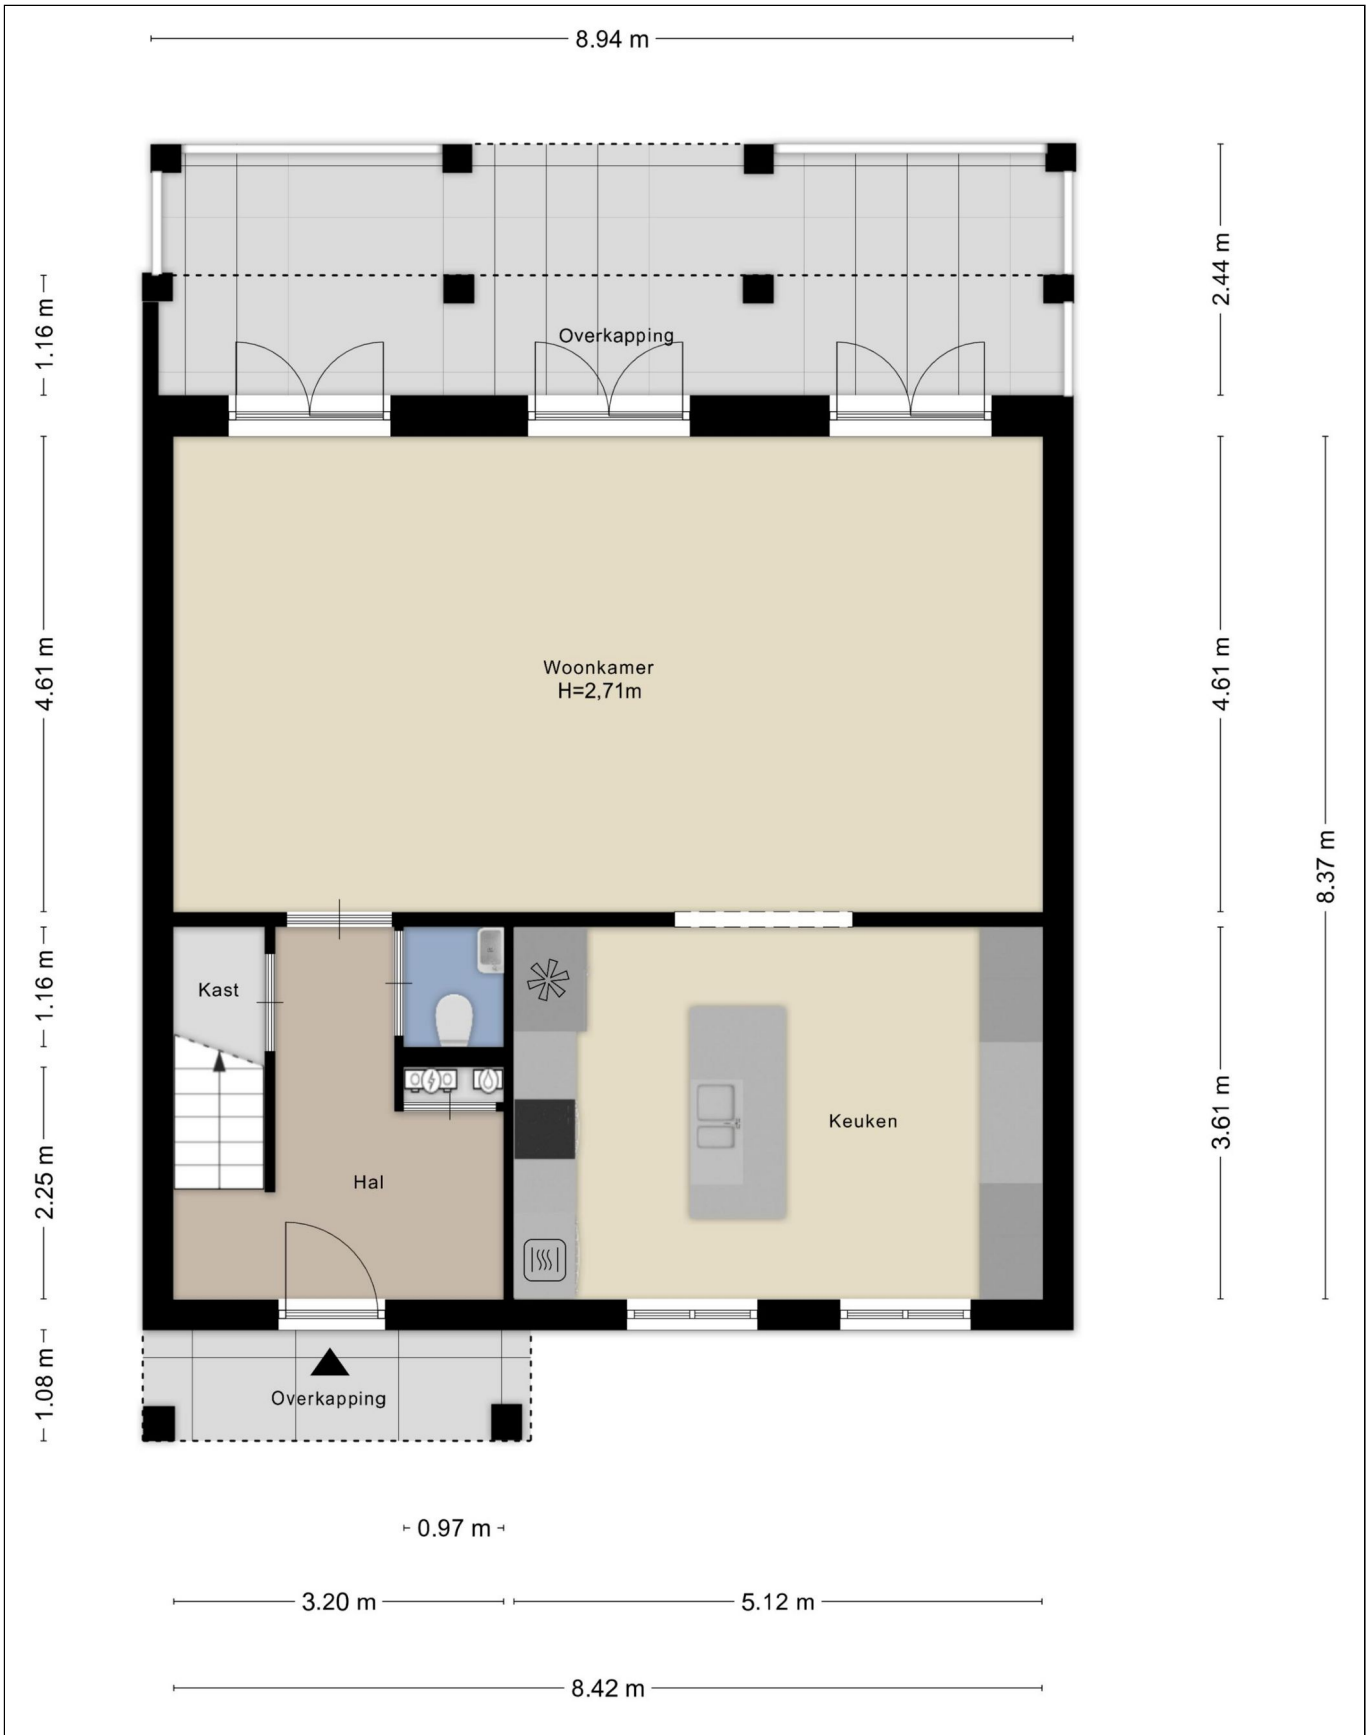 8.94 m
2.44 m
1.16 m
Overkapping
4.61 m
Woonkamer
H=2,71m
4.61 m
8.37 m
1.16 m
Kast
Keuken
3.61 m
Hal
2.25 m
1.08 m
Overkapping
0.97 m
3.20 m
5.12 m
8.42 m